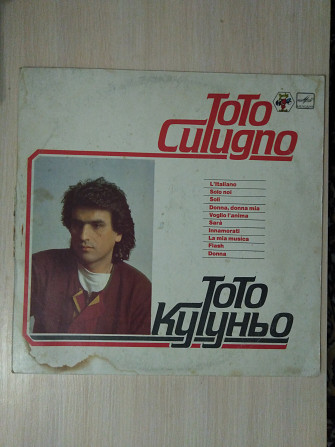 Toto
Cutugno
L'italiano
Solo noi
Soli
Donna, donna mia
Voglio l'anima
Sarà
Innamorati
La mia musica
Flash
Donna
Тото
Кутуньо